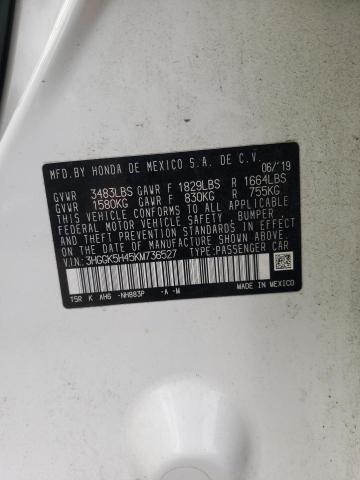 MFD. BY HONDA DE MEXICO S.A. DE C.V.
06/'19
GVWR 3483LBS GAWR F 1829LBS R 1664LBS
GVWR 1580KG GAWR F 830KG R 755KG
THIS VEHICLE CONFORMS TO ALL APPLICABLE
FEDERAL MOTOR VEHICLE SAFETY, BUMPER,
AND THEFT PREVENTION STANDARDS IN EFFECT ON
THE DATE OF MANUFACTURE SHOWN ABOVE.
V.I.N.: 3HGGK5H45KM736527 TYPE: PASSENGER CAR
T5R K AH6 -NH883P -A -M
MADE IN MEXICO